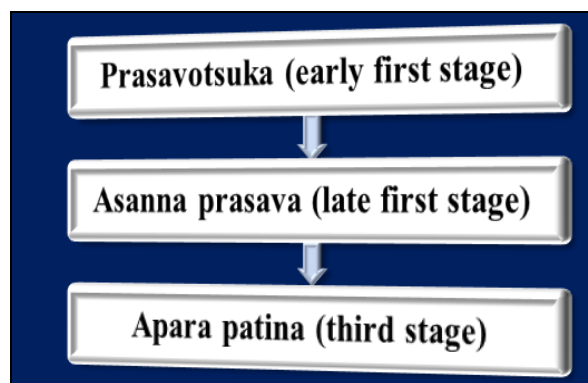 Prasavotsuka (early first stage)
Asanna prasava (late first stage)
Apara patina (third stage)